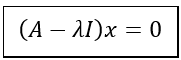 (A − λI)x = 0